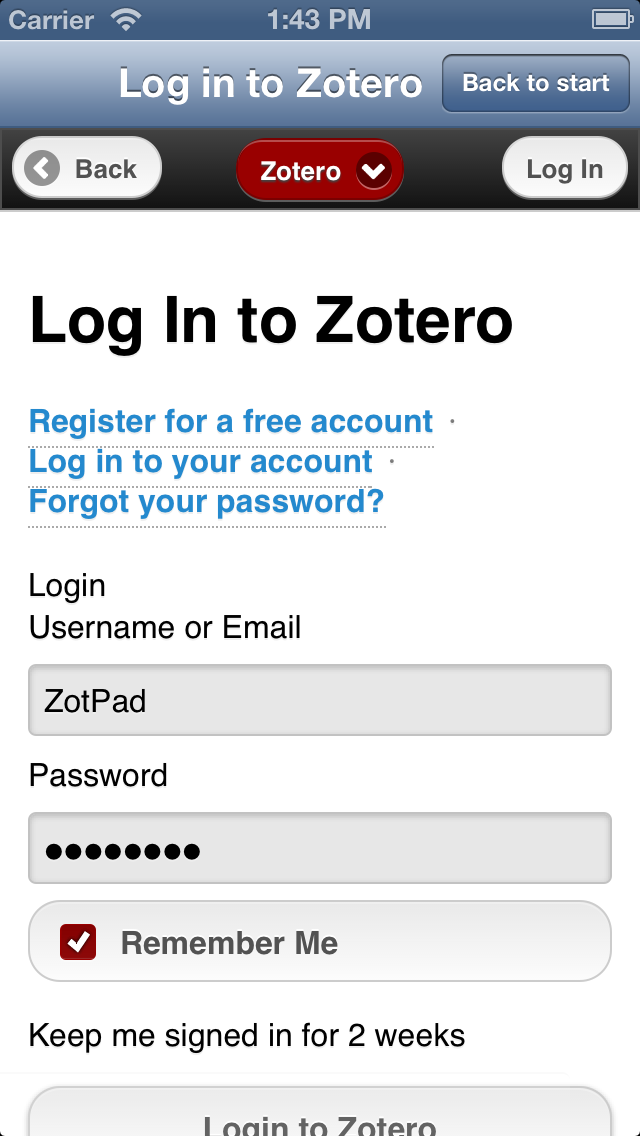 Carrier 1:43 PM
Log in to Zotero Back to start
Back Zotero Log In
Log In to Zotero
Register for a free account ·
Log in to your account ·
Forgot your password?
Login
Username or Email
ZotPad
Password
••••••••
Remember Me
Keep me signed in for 2 weeks
Login to Zotero